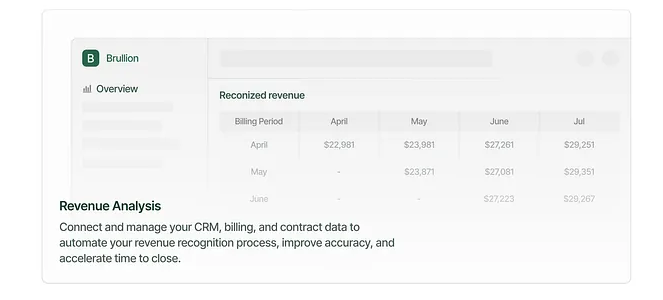 B Brullion
Overview
Reconized revenue
Billing Period April May June Jul
April $22,981 $23,981 $27,261 $29,251
May - $23,871 $27,081 $29,351
June - - $27,223 $29,267
Revenue Analysis
Connect and manage your CRM, billing, and contract data to
automate your revenue recognition process, improve accuracy, and
accelerate time to close.